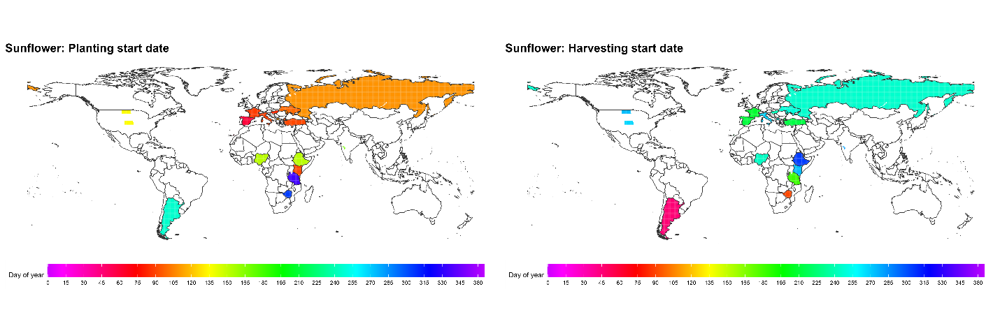 Sunflower: Planting start date
Sunflower: Harvesting start date
Day of year
0 15 30 45 60 75 90 105 120 135 150 165 180 195 210 225 240 255 270 285 300 315 330 345 360
Day of year
0 15 30 45 60 75 90 105 120 135 150 165 180 195 210 225 240 255 270 285 300 315 330 345 360